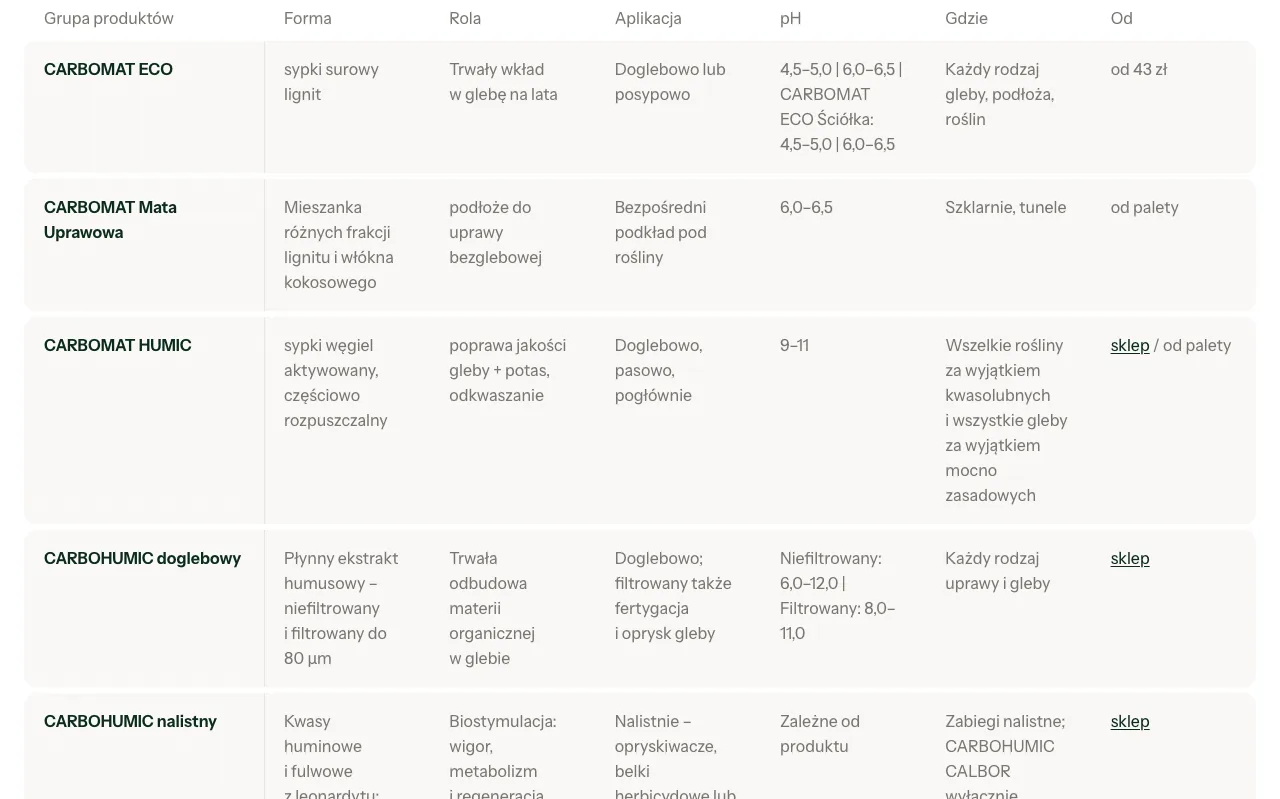 Grupa produktów
Forma
Rola
Aplikacja
pH
Gdzie
Od
CARBOMAT ECO
sypki surowy
lignit
Trwały wkład
w glebę na lata
Doglebowo lub
posypowo
4,5–5,0 | 6,0–6,5 |
CARBOMAT
ECO Ściółka:
4,5–5,0 | 6,0–6,5
Każdy rodzaj
gleby, podłoża,
roślin
od 43 zł
CARBOMAT Mata
Uprawowa
Mieszanka
różnych frakcji
lignitu i włókna
kokosowego
podłoże do
uprawy
bezglebowej
Bezpośredni
podkład pod
rośliny
6,0–6,5
Szklarnie, tunele
od palety
CARBOMAT HUMIC
sypki węgiel
aktywowany,
częściowo
rozpuszczalny
poprawa jakości
gleby + potas,
odkwaszanie
Doglebowo,
pasowo,
pogłównie
9–11
Wszelkie rośliny
za wyjątkiem
kwasolubnych
i wszystkie gleby
za wyjątkiem
mocno
zasadowych
sklep / od palety
CARBOHUMIC doglebowy
Płynny ekstrakt
humusowy –
niefiltrowany
i filtrowany do
80 µm
Trwała
odbudowa
materii
organicznej
w glebie
Doglebowo;
filtrowany także
fertygacja
i oprysk gleby
Niefiltrowany:
6,0–12,0 |
Filtrowany: 8,0–
11,0
Każdy rodzaj
uprawy i gleby
sklep
CARBOHUMIC nalistny
Kwasy
huminowe
i fulwowe
z leonardytu;
Biostymulacja:
wigor,
metabolizm
i regeneracja
Nalistnie –
opryskiwacze,
belki
herbicydowe lub
Zależne od
produktu
Zabiegi nalistne;
CARBOHUMIC
CALBOR
wyłącznie
sklep